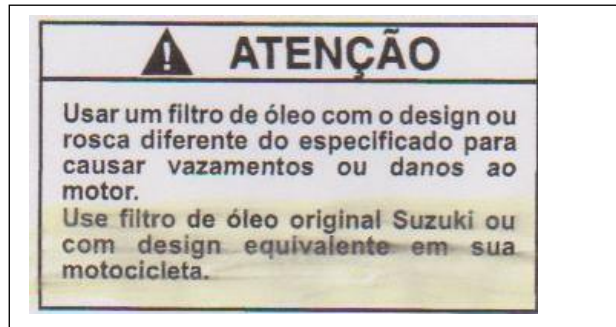 ATENÇÃO
Usar um filtro de óleo com o design ou
rosca diferente do especificado para
causar vazamentos ou danos ao
motor.
Use filtro de óleo original Suzuki ou
com design equivalente em sua
motocicleta.